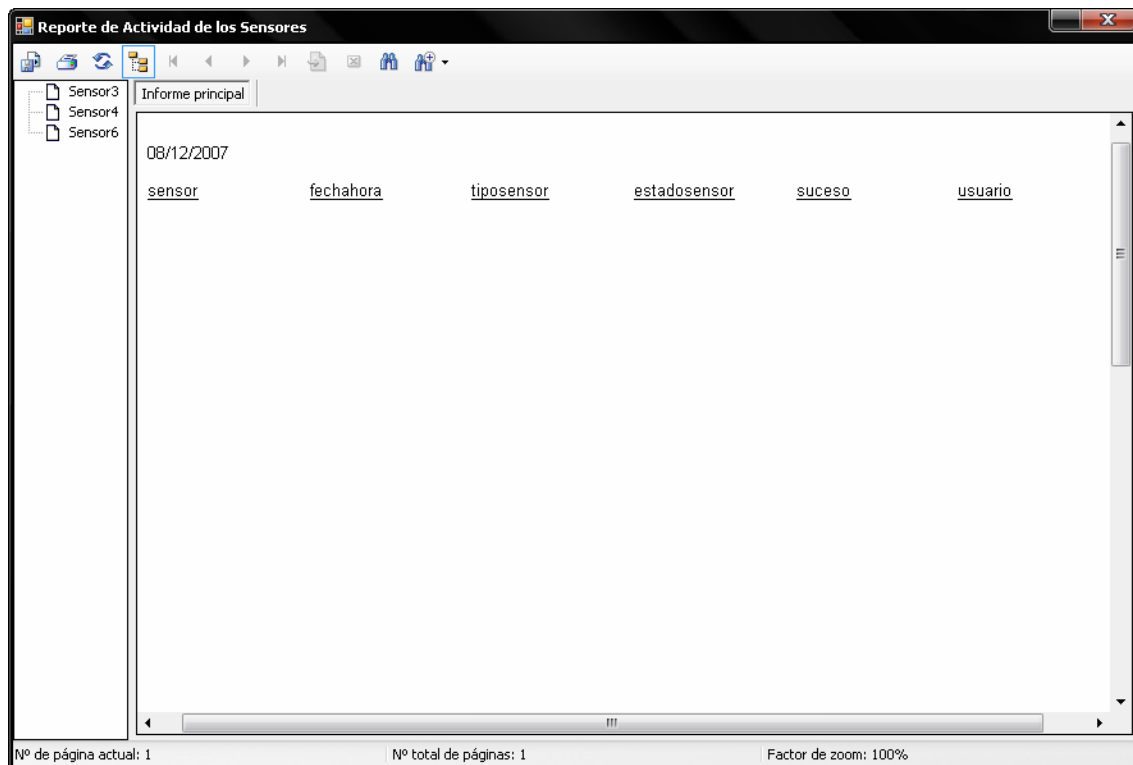 Reporte de Actividad de los Sensores
Sensor3
Sensor4
Sensor6
Informe principal
08/12/2007
sensor fechahora tiposensor estadosensor suceso usuario
Nº de página actual: 1 Nº total de páginas: 1 Factor de zoom: 100%